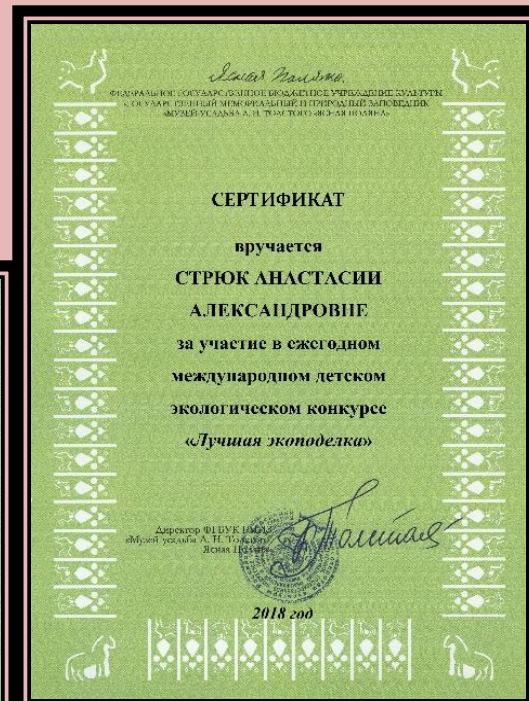 Ясная Поляна
ФЕДЕРАЛЬНОЕ ГОСУДАРСТВЕННОЕ БЮДЖЕТНОЕ УЧРЕЖДЕНИЕ КУЛЬТУРЫ
«ГОСУДАРСТВЕННЫЙ МЕМОРИАЛЬНЫЙ И ПРИРОДНЫЙ ЗАПОВЕДНИК
«МУЗЕЙ-УСАДЬБА Л. Н. ТОЛСТОГО «ЯСНАЯ ПОЛЯНА»
СЕРТИФИКАТ
вручается
СТРЮК АНАСТАСИИ
АЛЕКСАНДРОВНЕ
за участие в ежегодном
международном детском
экологическом конкурсе
«Лучшая экоподелка»
Директор ФГБУК
«Музей-усадьба Л. Н. Толстого
Ясная Поляна»
Толстая
2018 год